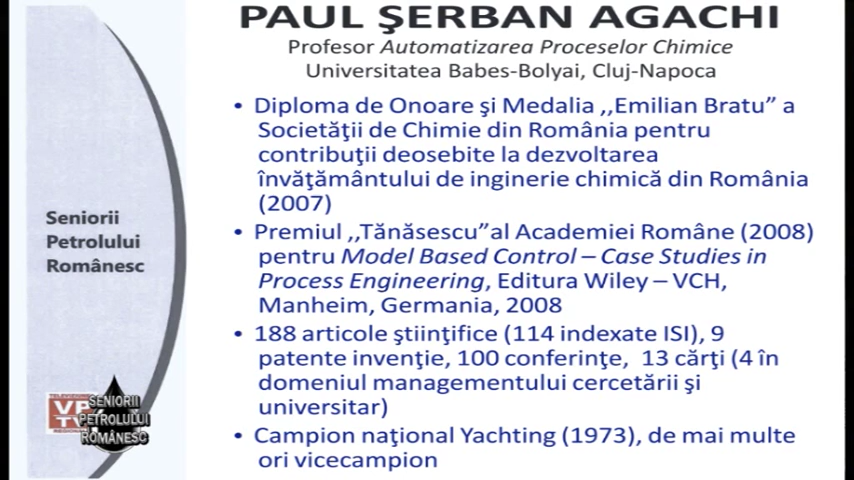 PAUL ŞERBAN AGACHI
Profesor Automatizarea Proceselor Chimice
Universitatea Babes-Bolyai, Cluj-Napoca
• Diploma de Onoare şi Medalia ,,Emilian Bratu” a
Societăţii de Chimie din România pentru
contribuţii deosebite la dezvoltarea
învăţământului de inginerie chimică din România
(2007)
• Premiul ,,Tănăsescu”al Academiei Române (2008)
pentru Model Based Control – Case Studies in
Process Engineering, Editura Wiley – VCH,
Manheim, Germania, 2008
• 188 articole ştiinţifice (114 indexate ISI), 9
patente invenţie, 100 conferinţe, 13 cărţi (4 în
domeniul managementului cercetării şi
universitar)
• Campion naţional Yachting (1973), de mai multe
ori vicecampion
Seniorii
Petrolului
Românesc
SENIORII
PETROLULUI
ROMÂNESC